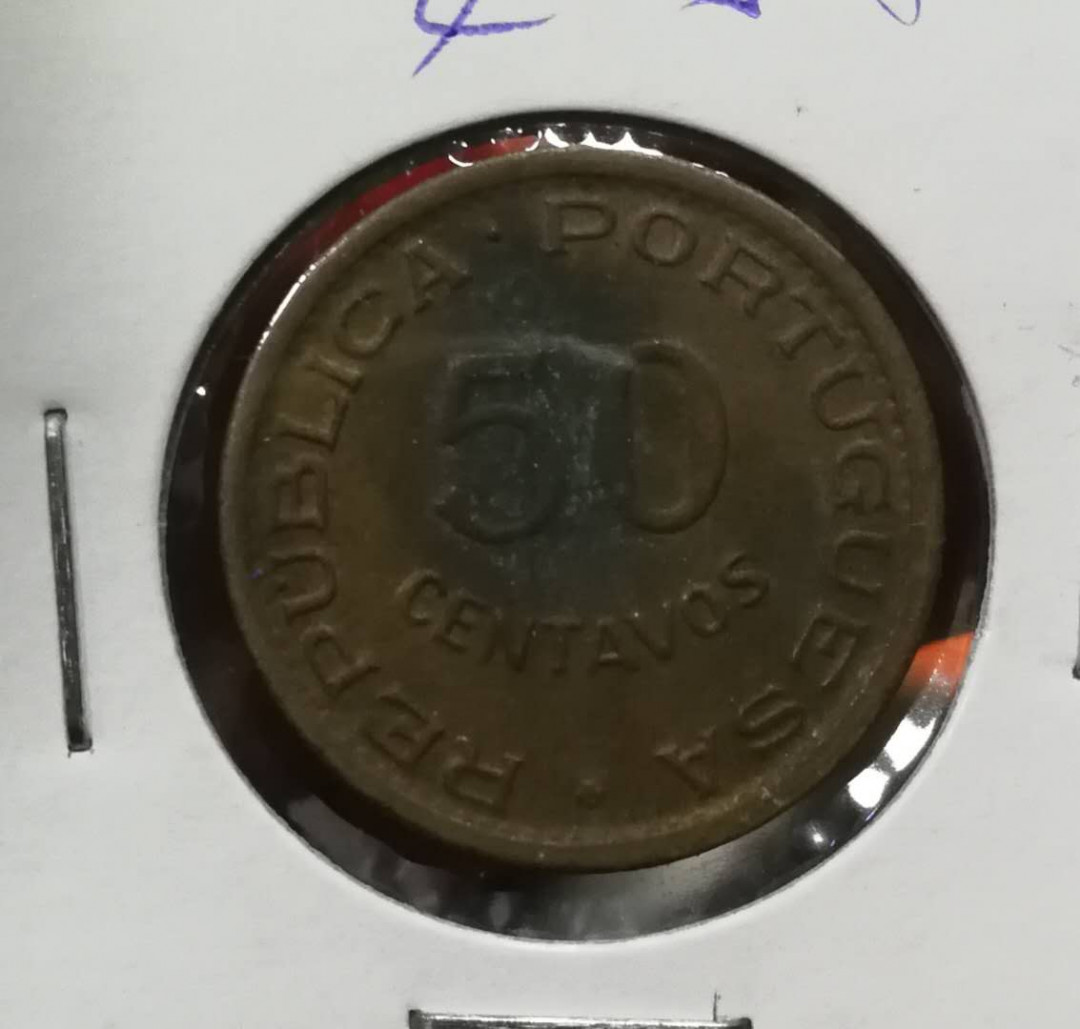 REPUBLICA · PORTUGUESA ·
50
CENTAVOS